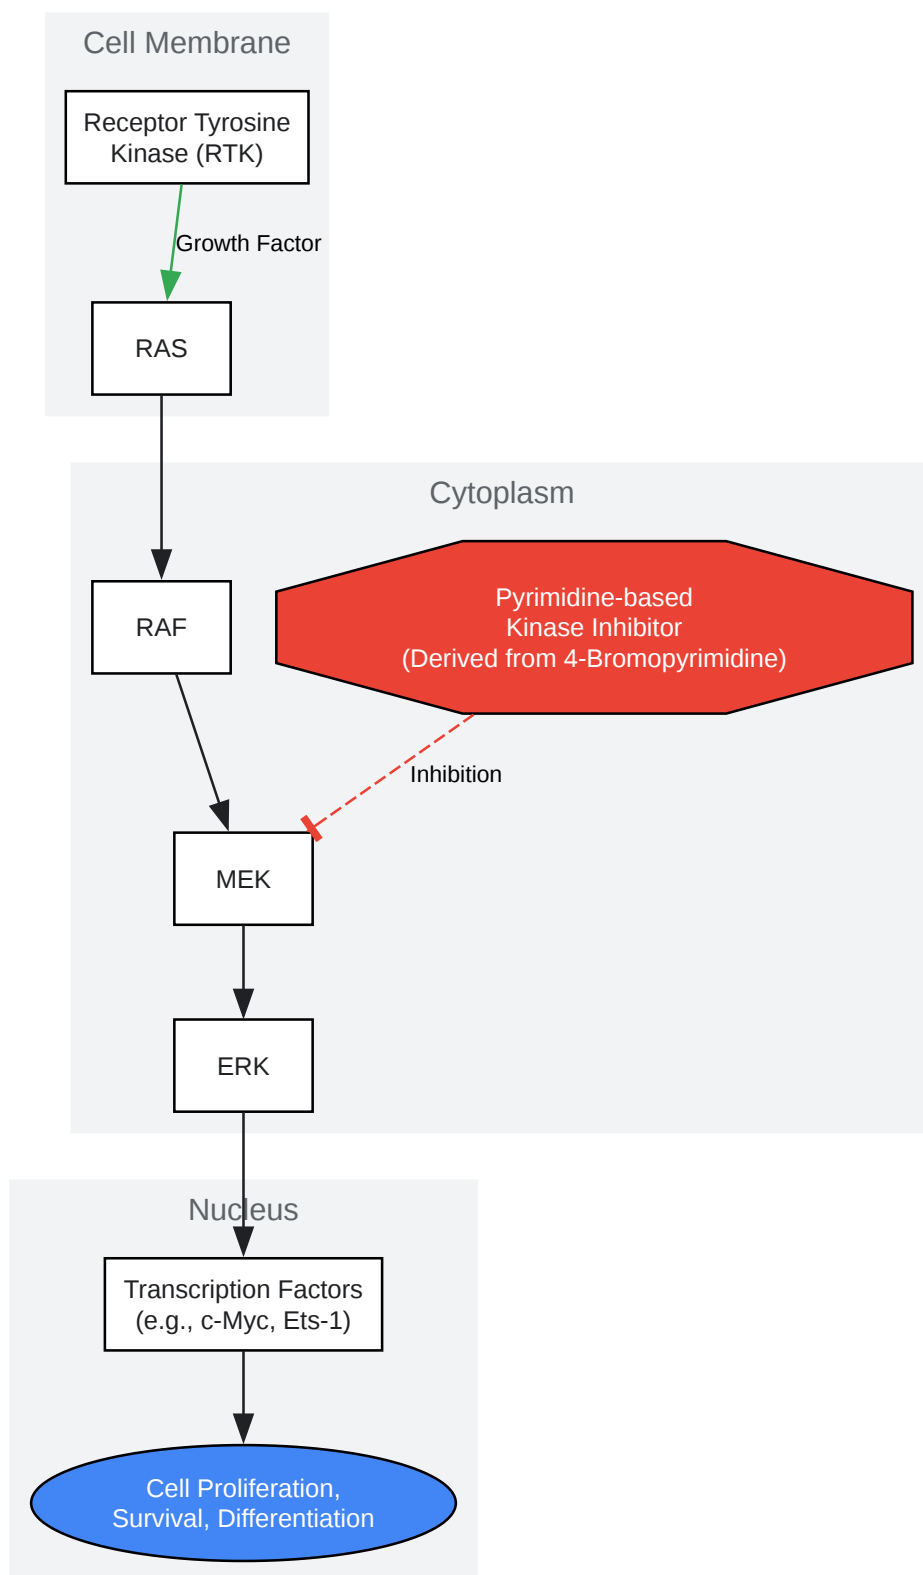 Cell Membrane
Receptor Tyrosine
Kinase (RTK)
Growth Factor
RAS
Cytoplasm
RAF
Pyrimidine-based
Kinase Inhibitor
(Derived from 4-Bromopyrimidine)
Inhibition
MEK
ERK
Nucleus
Transcription Factors
(e.g., c-Myc, Ets-1)
Cell Proliferation,
Survival, Differentiation